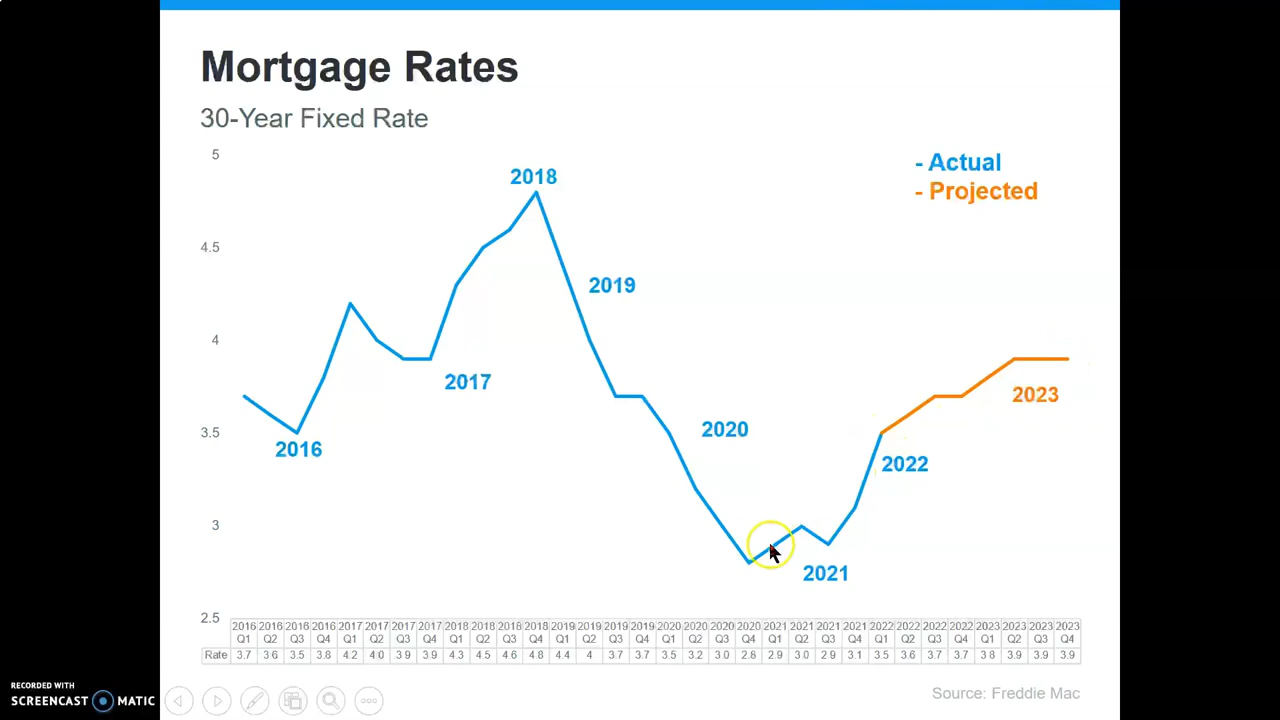 Mortgage Rates
30-Year Fixed Rate
- Actual
- Projected
5
4.5
4
3.5
3
2.5
2016
2017
2018
2019
2020
2021
2022
2023
2016 2016 2016 2016 2017 2017 2017 2017 2018 2018 2018 2018 2019 2019 2019 2019 2020 2020 2020 2020 2021 2021 2021 2021 2022 2022 2022 2022 2023 2023 2023 2023
Q1 Q2 Q3 Q4 Q1 Q2 Q3 Q4 Q1 Q2 Q3 Q4 Q1 Q2 Q3 Q4 Q1 Q2 Q3 Q4 Q1 Q2 Q3 Q4 Q1 Q2 Q3 Q4 Q1 Q2 Q3 Q4
Rate 3.7 3.6 3.5 3.8 4.2 4.0 3.9 3.9 4.3 4.5 4.6 4.8 4.4 4 3.7 3.7 3.5 3.2 3.0 2.8 2.9 3.0 2.9 3.1 3.5 3.6 3.7 3.7 3.8 3.9 3.9 3.9
Source: Freddie Mac
RECORDED WITH
SCREENCAST MATIC